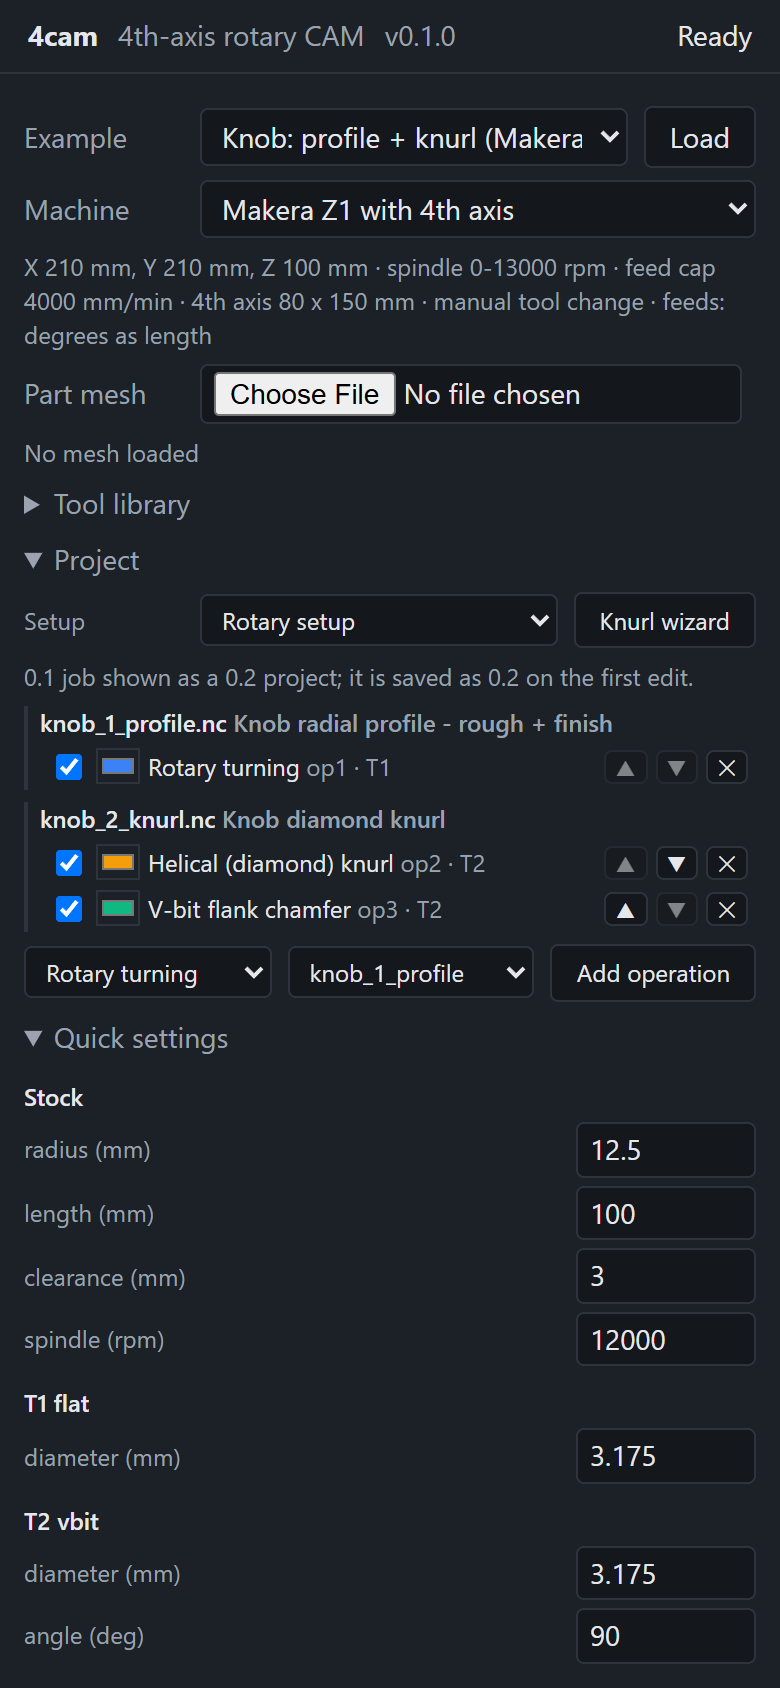 4cam 4th-axis rotary CAM v0.1.0 Ready
Example Knob: profile + knurl (Makera Load
Machine Makera Z1 with 4th axis
X 210 mm, Y 210 mm, Z 100 mm · spindle 0-13000 rpm · feed cap
4000 mm/min · 4th axis 80 x 150 mm · manual tool change · feeds:
degrees as length
Part mesh Choose File No file chosen
No mesh loaded
▶ Tool library
▼ Project
Setup Rotary setup Knurl wizard
0.1 job shown as a 0.2 project; it is saved as 0.2 on the first edit.
knob_1_profile.nc Knob radial profile - rough + finish
Rotary turning op1 · T1 ▲ ▼ ×
knob_2_knurl.nc Knob diamond knurl
Helical (diamond) knurl op2 · T2 ▲ ▼ ×
V-bit flank chamfer op3 · T2 ▲ ▼ ×
Rotary turning knob_1_profile Add operation
▼ Quick settings
Stock
radius (mm) 12.5
length (mm) 100
clearance (mm) 3
spindle (rpm) 12000
T1 flat
diameter (mm) 3.175
T2 vbit
diameter (mm) 3.175
angle (deg) 90